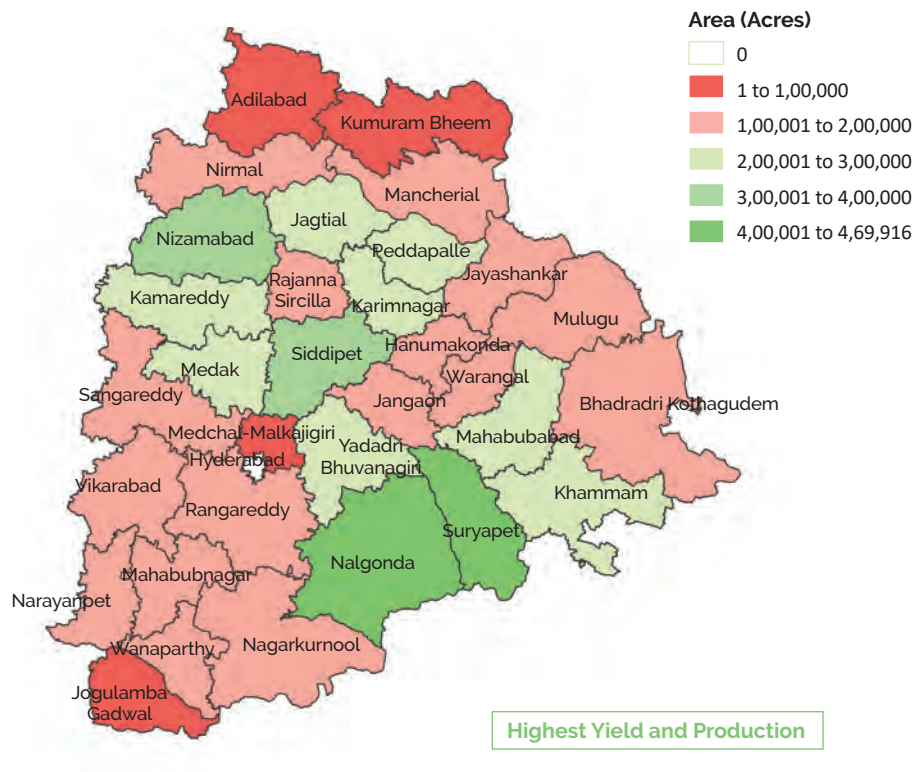 Area (Acres)
0
1 to 1,00,000
1,00,001 to 2,00,000
2,00,001 to 3,00,000
3,00,001 to 4,00,000
4,00,001 to 4,69,916
Adilabad
Kumuram Bheem
Nirmal
Mancherial
Jagtial
Nizamabad
Peddapalle
Jayashankar
Rajanna
Sircilla
Kamareddy
Karimnagar
Mulugu
Hanumakonda
Siddipet
Medak
Warangal
Sangareddy
Jangaon
Bhadradri Kothagudem
Medchal-Malkajigiri
Mahabubabad
Yadadri
Bhuvanagiri
Hyderabad
Vikarabad
Khammam
Rangareddy
Suryapet
Nalgonda
Mahabubnagar
Narayanpet
Wanaparthy
Nagarkurnool
Jogulamba
Gadwal
Highest Yield and Production